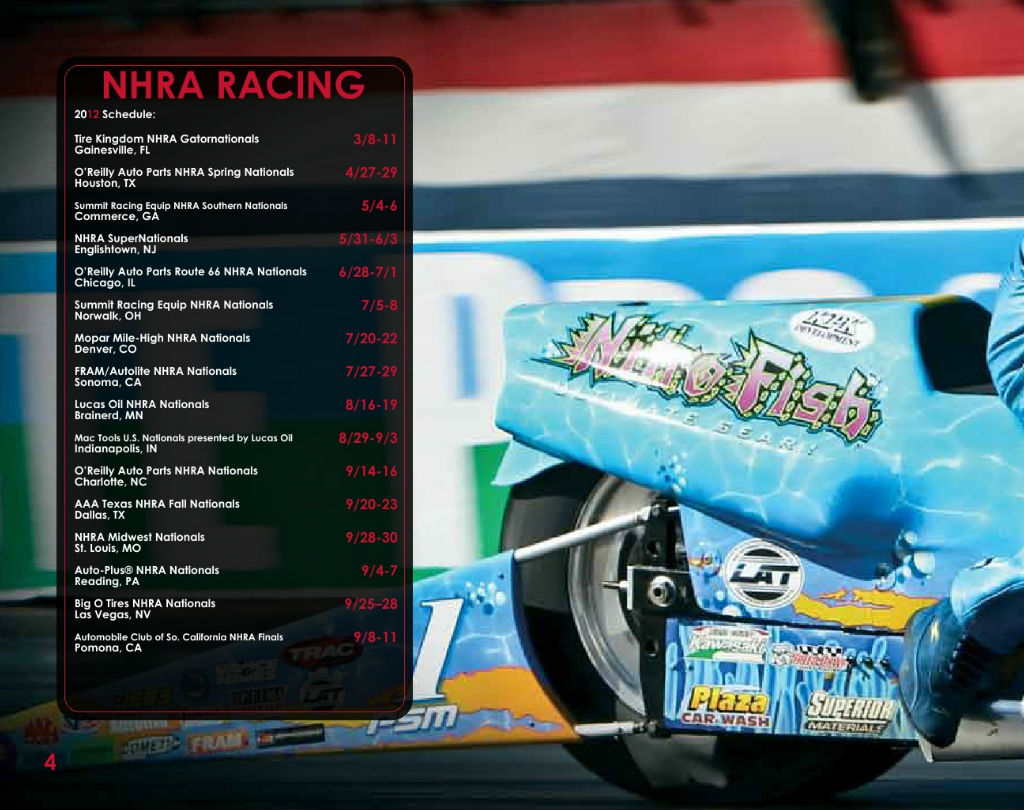 NHRA RACING
2012 Schedule:
Tire Kingdom NHRA Gatornationals 3/8-11
Gainesville, FL
O'Reilly Auto Parts NHRA Spring Nationals 4/27-29
Houston, TX
Summit Racing Equip NHRA Southern Nationals 5/4-6
Commerce, GA
NHRA SuperNationals 5/31-6/3
Englishtown, NJ
O'Reilly Auto Parts Route 66 NHRA Nationals 6/28-7/1
Chicago, IL
Summit Racing Equip NHRA Nationals 7/5-8
Norwalk, OH
Mopar Mile-High NHRA Nationals 7/20-22
Denver, CO
FRAM/Autolite NHRA Nationals 7/27-29
Sonoma, CA
Lucas Oil NHRA Nationals 8/16-19
Brainerd, MN
Mac Tools U.S. Nationals presented by Lucas Oil 8/29-9/3
Indianapolis, IN
O'Reilly Auto Parts NHRA Nationals 9/14-16
Charlotte, NC
AAA Texas NHRA Fall Nationals 9/20-23
Dallas, TX
NHRA Midwest Nationals 9/28-30
St. Louis, MO
Auto-Plus® NHRA Nationals 9/4-7
Reading, PA
Big O Tires NHRA Nationals 9/25–28
Las Vegas, NV
Automobile Club of So. California NHRA Finals 9/8-11
Pomona, CA
4
DEVELOPMENT
Nitro Fish
ULTIMATE GEAR
LAT
Kawasaki
Plaza
CAR WASH
SUPERIOR
MATERIALS
TRAC
LAT
1
PSM
FRAM